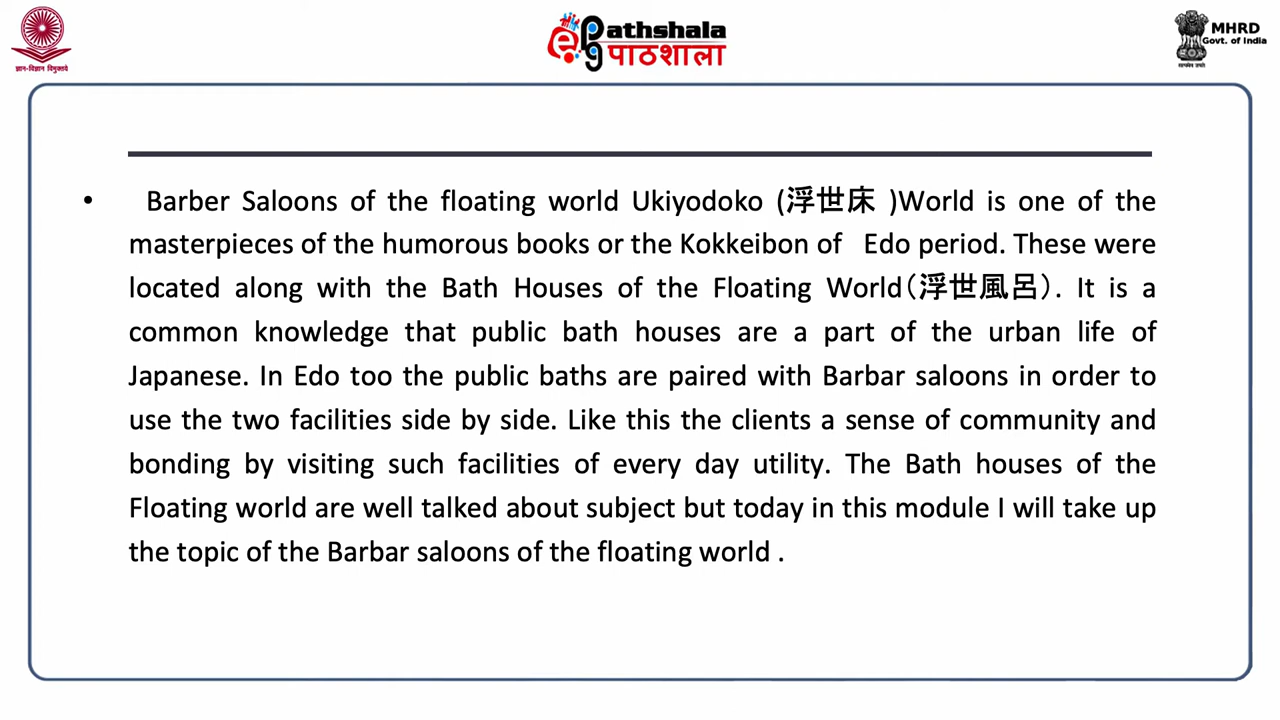 ज्ञान-विज्ञान विमुक्तये
Pathshala
पाठशाला
MHRD
Govt. of India
सत्यमेव जयते
• Barber Saloons of the floating world Ukiyodoko (浮世床 )World is one of the
masterpieces of the humorous books or the Kokkeibon of Edo period. These were
located along with the Bath Houses of the Floating World(浮世風呂). It is a
common knowledge that public bath houses are a part of the urban life of
Japanese. In Edo too the public baths are paired with Barbar saloons in order to
use the two facilities side by side. Like this the clients a sense of community and
bonding by visiting such facilities of every day utility. The Bath houses of the
Floating world are well talked about subject but today in this module I will take up
the topic of the Barbar saloons of the floating world .